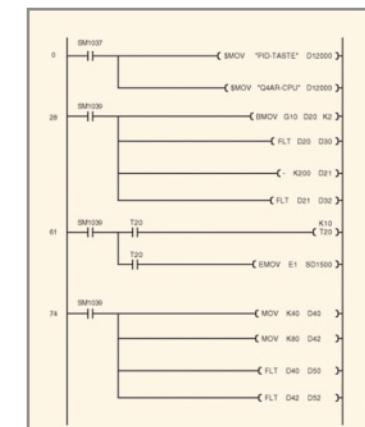 SM1037
0 $MOV "PID-TASTE" D12000
$MOV "Q4AR-CPU" D12000
SM1039
28 BMOV G10 D20 K2
FLT D20 D30
- K200 D21
FLT D21 D32
SM1039 T20 K10
61 T20
T20
EMOV E1 SD1500
SM1039
74 MOV K40 D40
MOV K80 D42
FLT D40 D50
FLT D42 D52